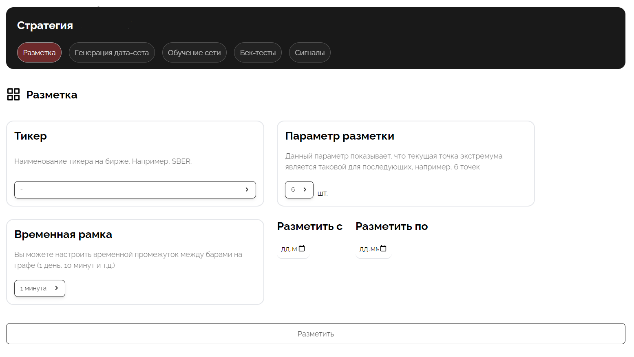 Стратегия
Разметка
Генерация дата-сета
Обучение сети
Бек-тесты
Сигналы
Разметка
Тикер
Наименование тикера на бирже. Например, SBER.
-
Параметр разметки
Данный параметр показывает, что текущая точка экстремума
является таковой для последующих, например, 6 точек
6
шт.
Временная рамка
Вы можете настроить временной промежуток между барами на
графе (1 день, 10 минут и т.д.)
1 минута
Разметить с
дд.м
Разметить по
дд.мм
Разметить